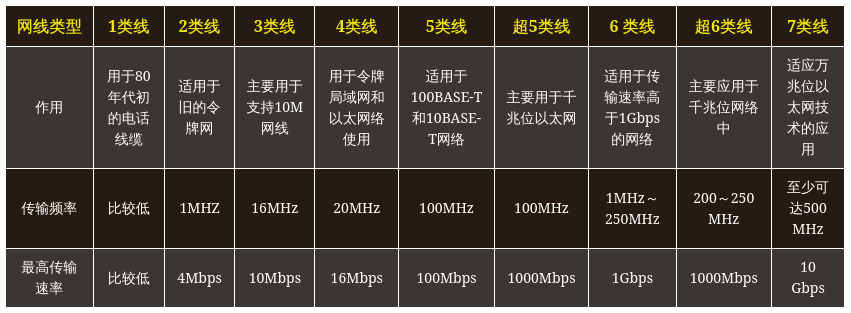 网线类型 1类线 2类线 3类线 4类线 5类线 超5类线 6 类线 超6类线 7类线
作用
用于80
年代初
的电话
线缆
适用于
旧的令
牌网
主要用于
支持10M
网线
用于令牌
局域网和
以太网络
使用
适用于
100BASE-T
和10BASE-
T网络
主要用于千
兆位以太网
适用于传
输速率高
于1Gbps
的网络
主要应用于
千兆位网络
中
适应万
兆位以
太网技
术的应
用
传输频率
比较低
1MHZ
16MHz
20MHz
100MHz
100MHz
1MHz～
250MHz
200～250
MHz
至少可
达500
MHz
最高传输
速率
比较低
4Mbps
10Mbps
16Mbps
100Mbps
1000Mbps
1Gbps
1000Mbps
10
Gbps